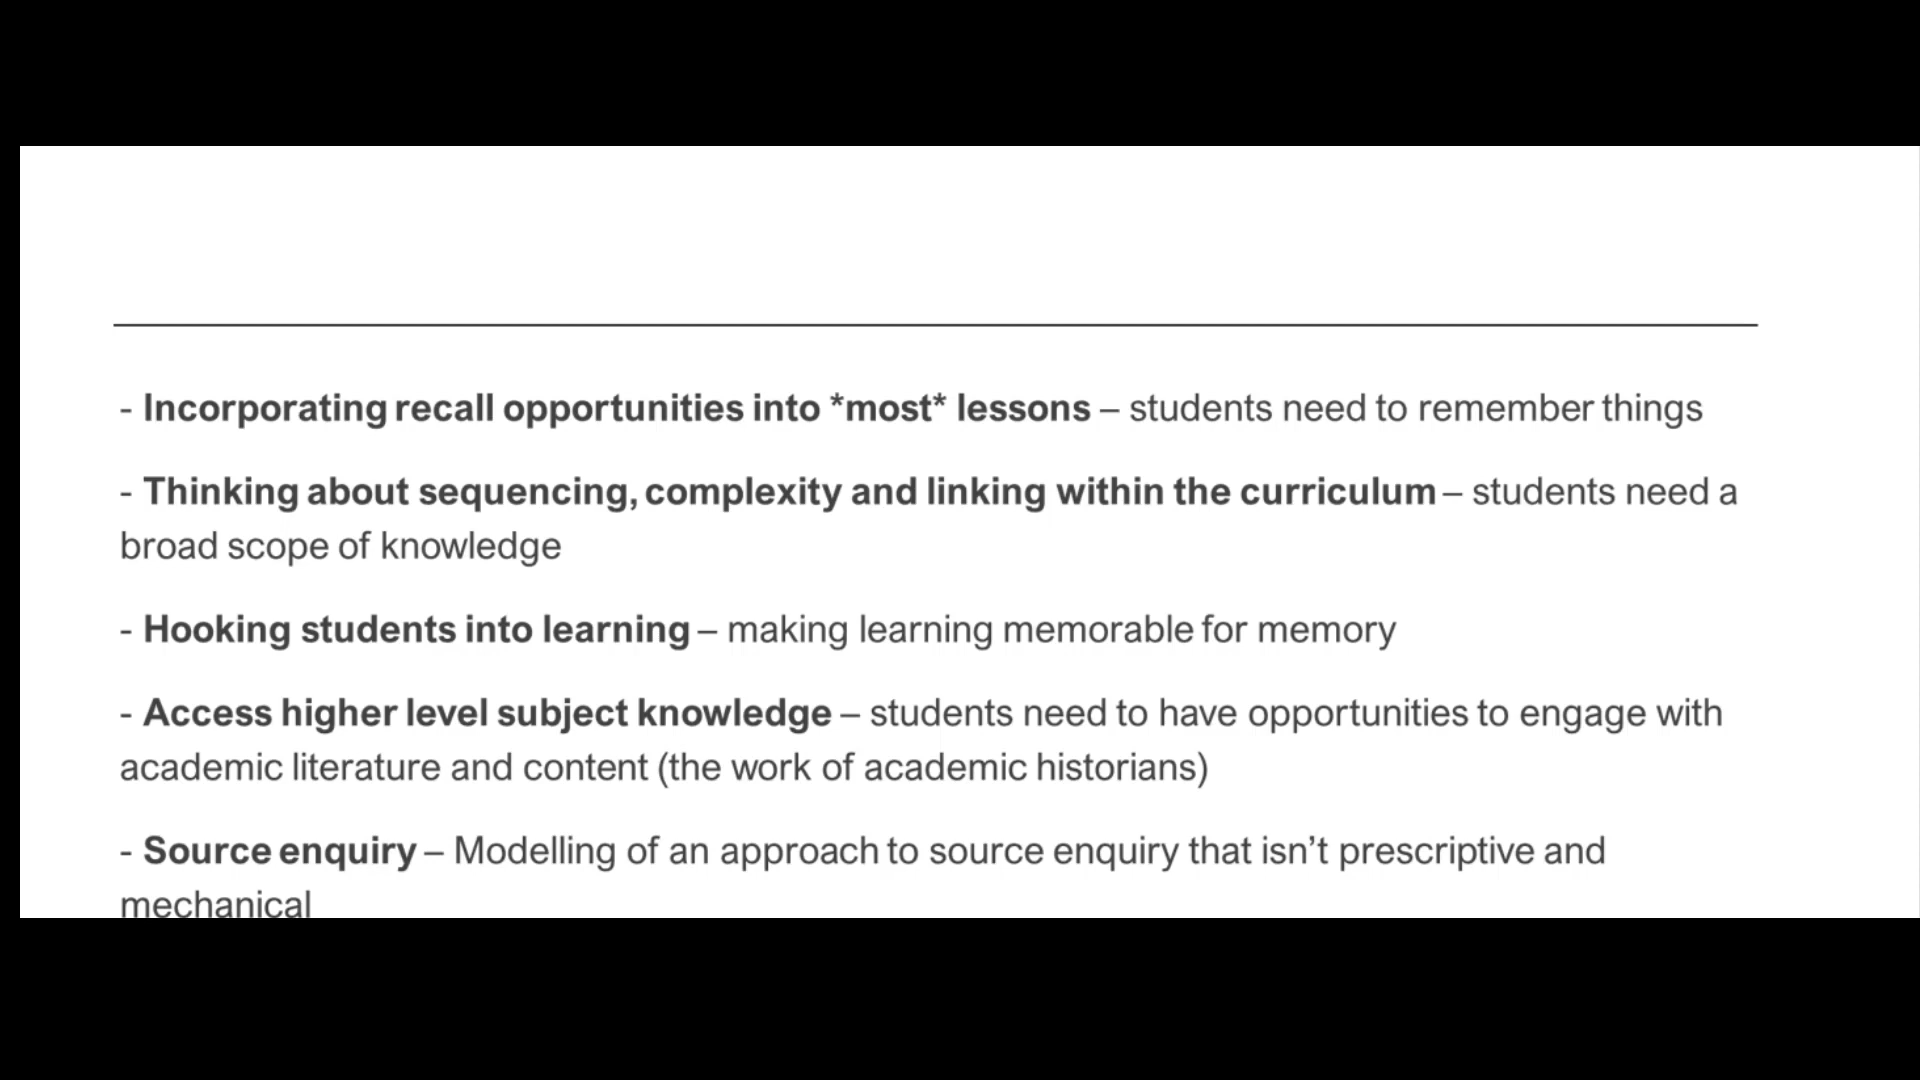 - Incorporating recall opportunities into *most* lessons – students need to remember things
- Thinking about sequencing, complexity and linking within the curriculum – students need a
broad scope of knowledge
- Hooking students into learning – making learning memorable for memory
- Access higher level subject knowledge – students need to have opportunities to engage with
academic literature and content (the work of academic historians)
- Source enquiry – Modelling of an approach to source enquiry that isn’t prescriptive and
mechanical